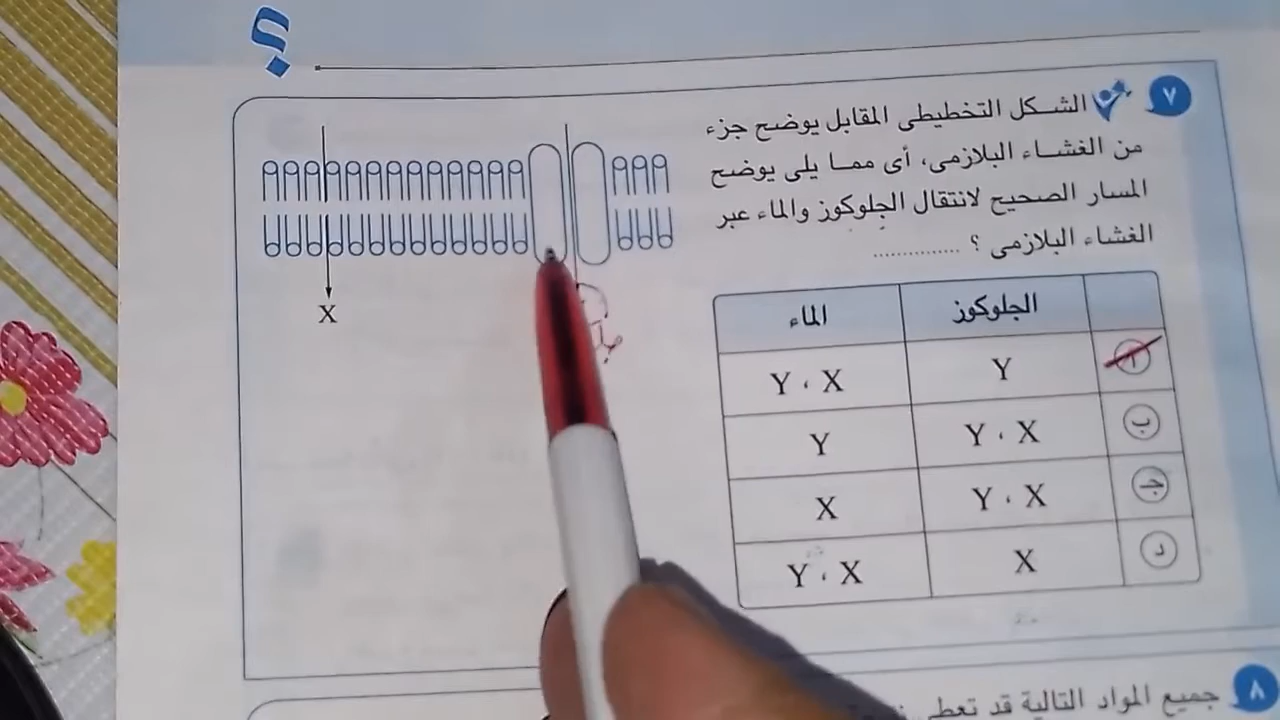 ؟
٧ الشكل التخطيطى المقابل يوضح جزء
من الغشاء البلازمى، أى مما يلى يوضح
المسار الصحيح لانتقال الجلوكوز والماء عبر
الغشاء البلازمى ؟ ..............
X
الجلوكوز الماء
أ Y Y ، X
ب Y ، X Y
جـ Y ، X X
د X Y ، X
٨ جميع المواد التالية قد تعطى